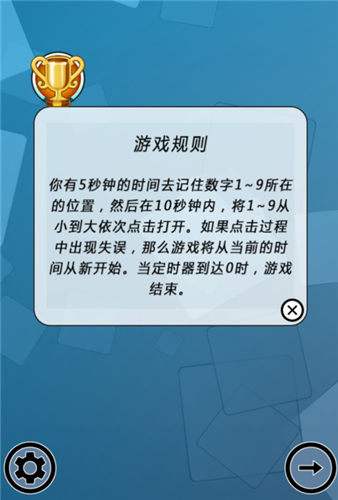 游戏规则
你有5秒钟的时间去记住数字1~9所在
的位置，然后在10秒钟内，将1~9从
小到大依次点击打开。如果点击过程
中出现失误，那么游戏将从当前的时
间从新开始。当定时器到达0时，游戏
结束。